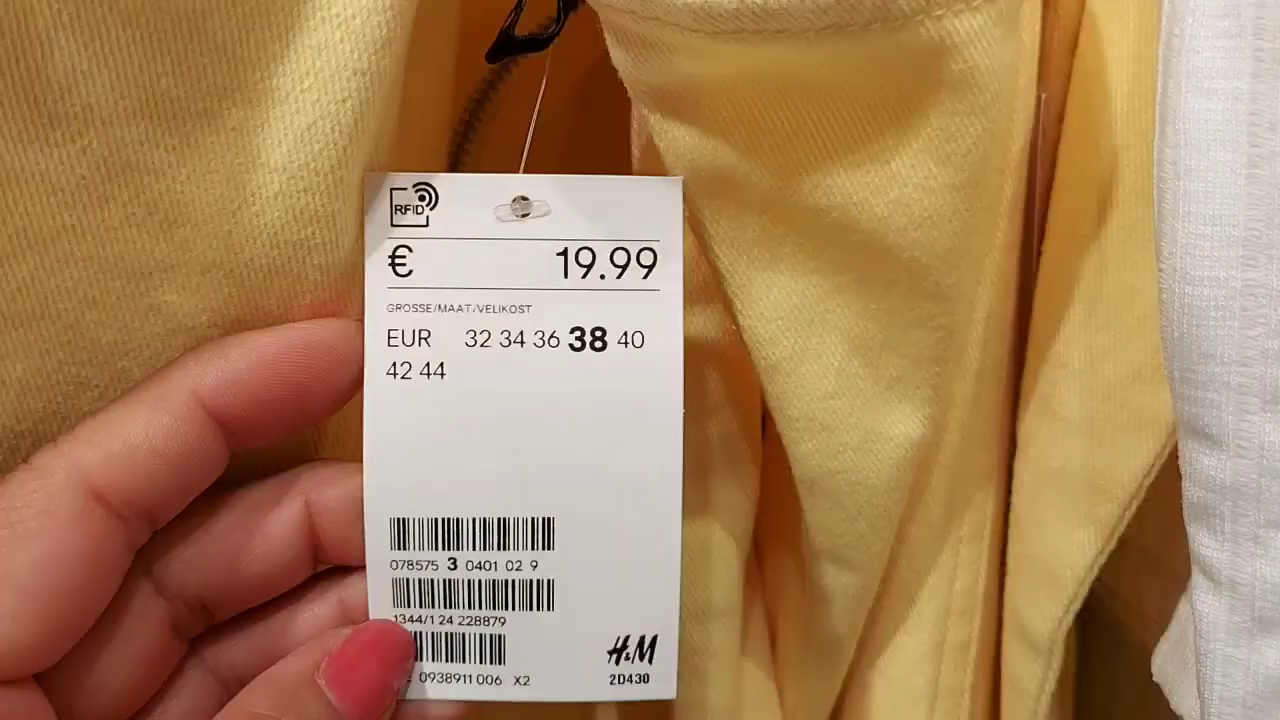 RFID
€ 19.99
GROSSE/MAAT/VELIKOST
EUR 32 34 36 38 40
42 44
078575 3 0401 02 9
1344/1 24 228879
0938911 006 X2
H&M
2D430